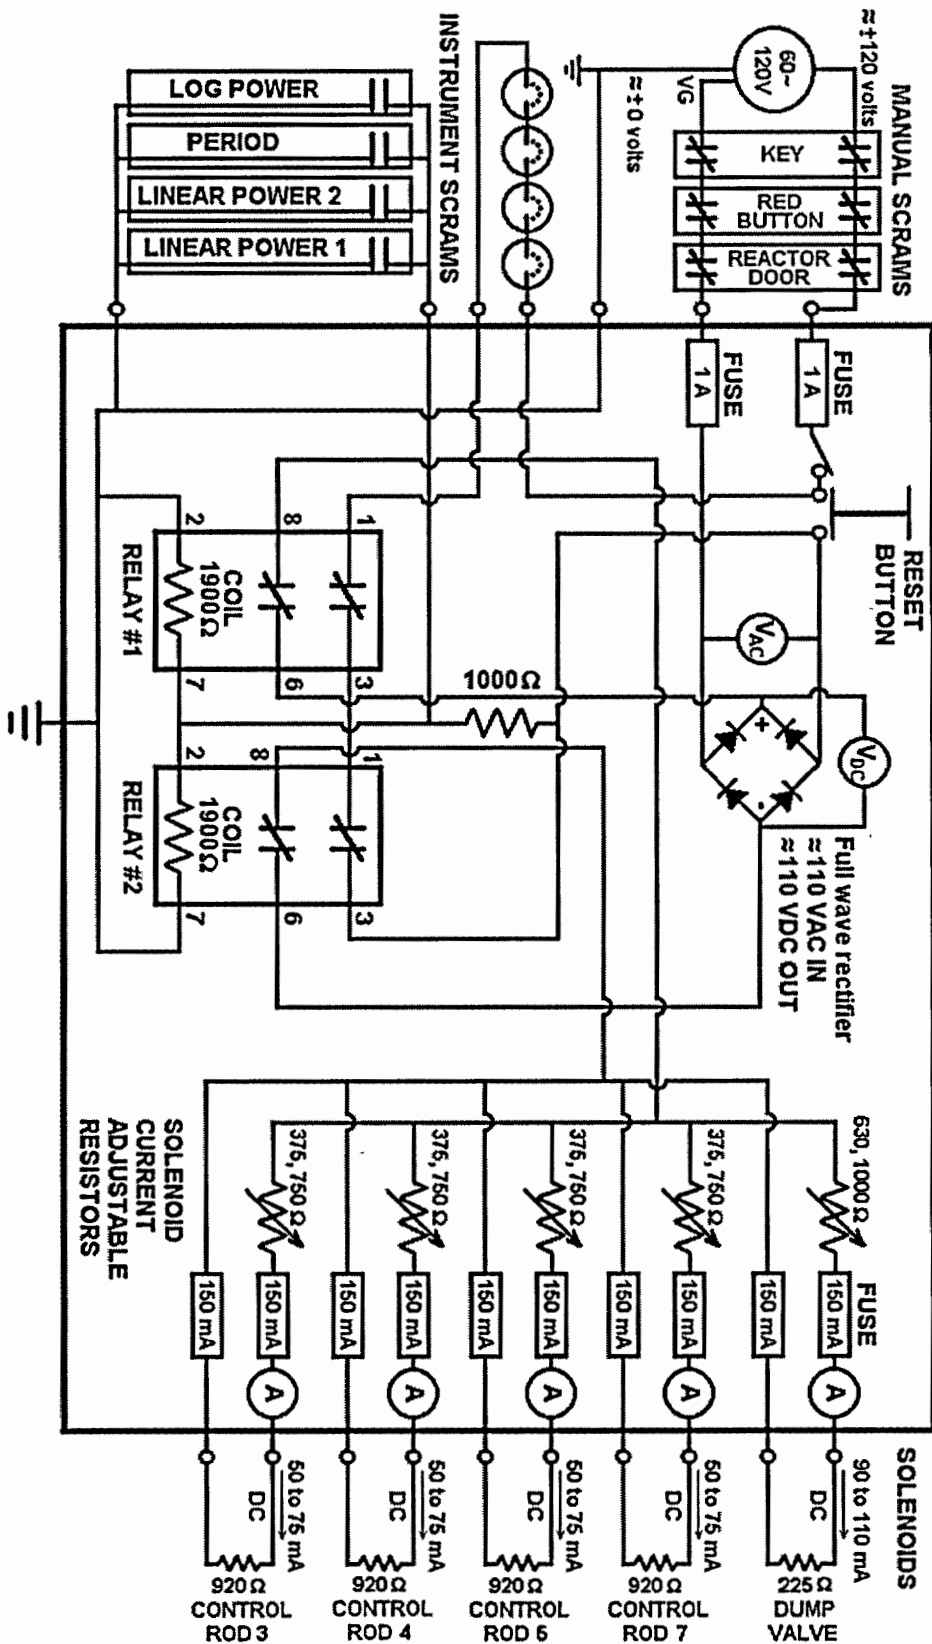 MANUAL SCRAMS
≈ ±120 volts
60~
120V
VG
≈ ± 0 volts
KEY
RED
BUTTON
REACTOR
DOOR
INSTRUMENT SCRAMS
LOG POWER
PERIOD
LINEAR POWER 2
LINEAR POWER 1
FUSE
1 A
FUSE
1 A
RESET
BUTTON
VAC
VDC
+
-
Full wave rectifier
≈ 110 VAC IN
≈ 110 VDC OUT
1000Ω
2
8
1
COIL
1900Ω
RELAY #1
7
6
3
2
8
1
COIL
1900Ω
RELAY #2
7
6
3
SOLENOID
CURRENT
ADJUSTABLE
RESISTORS
630, 1000 Ω
375, 750 Ω
375, 750 Ω
375, 750 Ω
375, 750 Ω
FUSE
150 mA
150 mA
150 mA
150 mA
150 mA
150 mA
150 mA
150 mA
150 mA
150 mA
A
A
A
A
A
SOLENOIDS
90 to 110 mA
DC
50 to 75 mA
DC
50 to 75 mA
DC
50 to 75 mA
DC
50 to 75 mA
DC
920 Ω
CONTROL
ROD 3
920 Ω
CONTROL
ROD 4
920 Ω
CONTROL
ROD 5
920 Ω
CONTROL
ROD 7
225 Ω
DUMP
VALVE